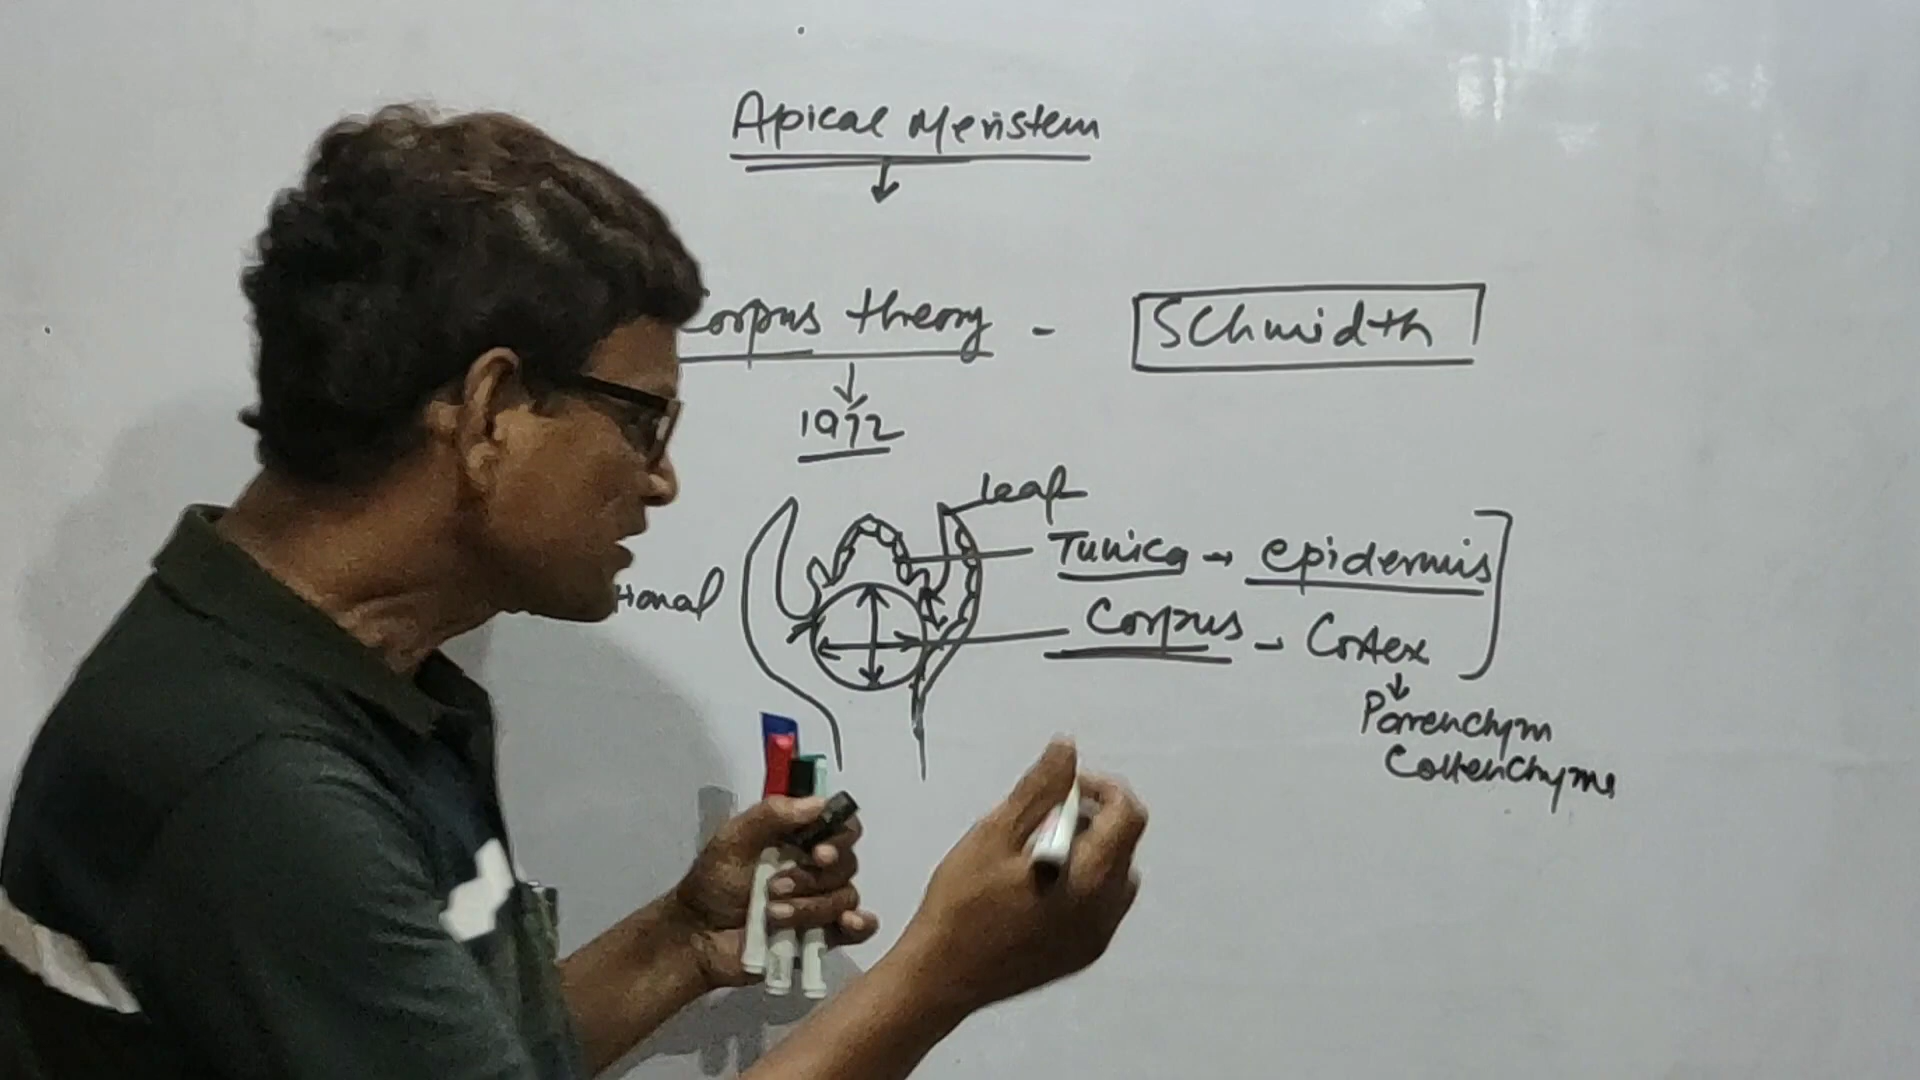 Apical Meristem
Corpus theory - SChmidth
1972
Leaf
Tunica → epidermis
tional
Corpus - Cortex
Parenchym
Collenchyma